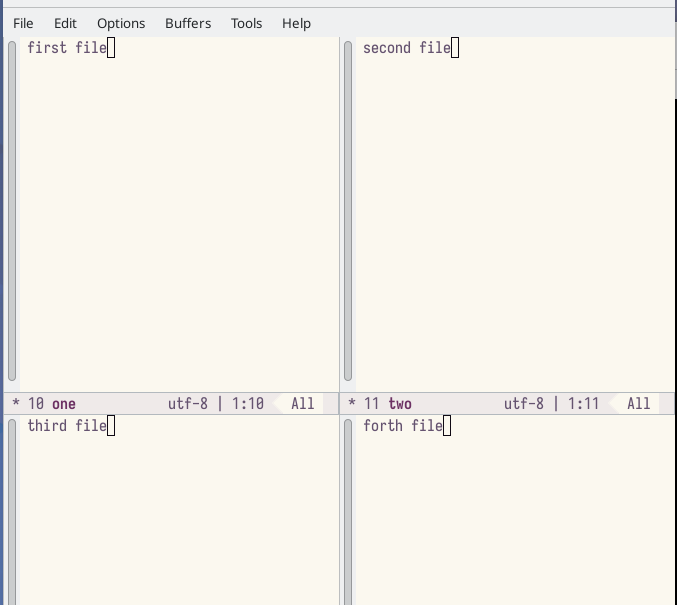 File Edit Options Buffers Tools Help
first file
second file
* 10 one utf-8 | 1:10 All
* 11 two utf-8 | 1:11 All
third file
forth file